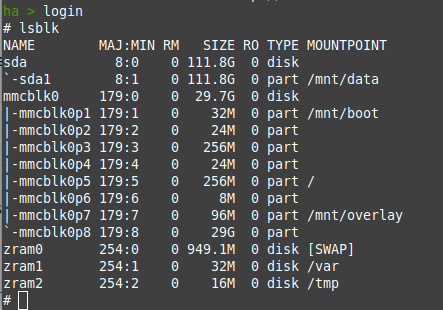 ha > login
# lsblk
NAME        MAJ:MIN RM   SIZE RO TYPE MOUNTPOINT
sda           8:0    0 111.8G  0 disk
`-sda1        8:1    0 111.8G  0 part /mnt/data
mmcblk0     179:0    0  29.7G  0 disk
|-mmcblk0p1 179:1    0    32M  0 part /mnt/boot
|-mmcblk0p2 179:2    0    24M  0 part
|-mmcblk0p3 179:3    0   256M  0 part
|-mmcblk0p4 179:4    0    24M  0 part
|-mmcblk0p5 179:5    0   256M  0 part /
|-mmcblk0p6 179:6    0     8M  0 part
|-mmcblk0p7 179:7    0    96M  0 part /mnt/overlay
`-mmcblk0p8 179:8    0    29G  0 part
zram0       254:0    0 949.1M  0 disk [SWAP]
zram1       254:1    0    32M  0 disk /var
zram2       254:2    0    16M  0 disk /tmp
#